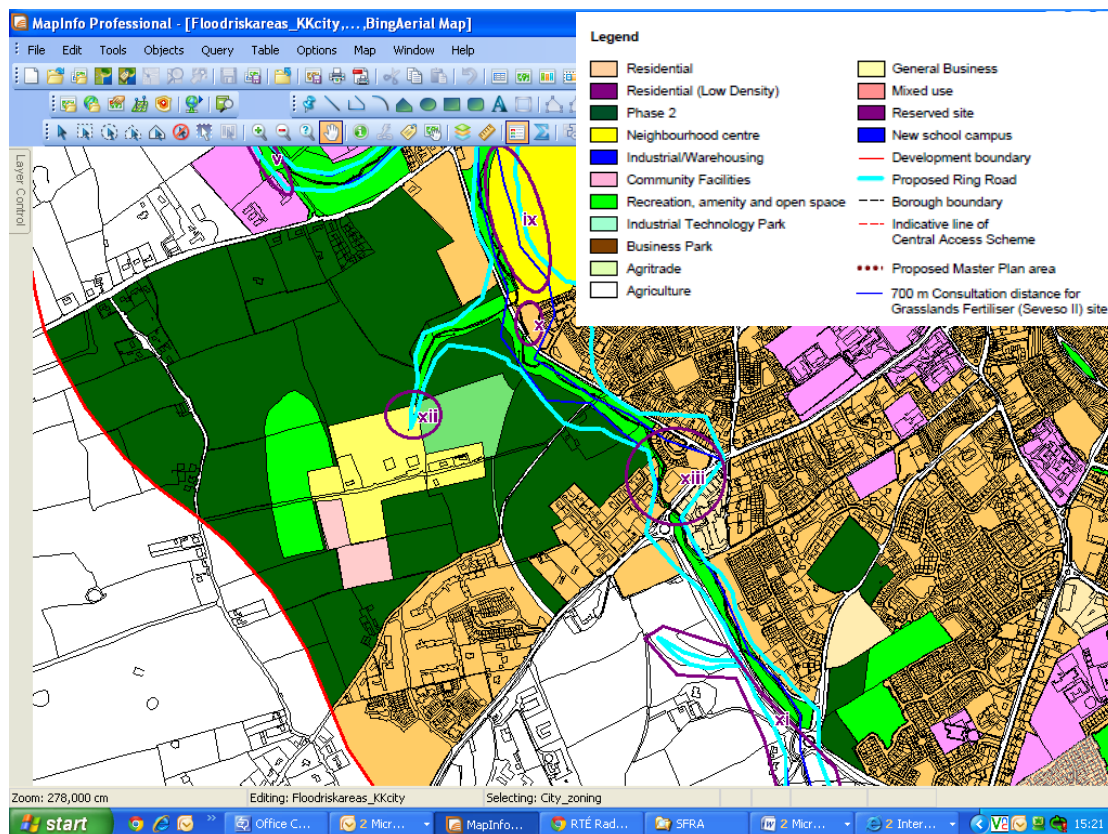 MapInfo Professional - [Floodriskareas_KKcity,...,BingAerial Map]
File Edit Tools Objects Query Table Options Map Window Help
Layer Control
Legend
Residential
Residential (Low Density)
Phase 2
Neighbourhood centre
Industrial/Warehousing
Community Facilities
Recreation, amenity and open space
Industrial Technology Park
Business Park
Agritrade
Agriculture
General Business
Mixed use
Reserved site
New school campus
Development boundary
Proposed Ring Road
Borough boundary
Indicative line of
Central Access Scheme
Proposed Master Plan area
700 m Consultation distance for
Grasslands Fertiliser (Seveso II) site
v
ix
x
xii
xiii
xi
Zoom: 278,000 cm Editing: Floodriskareas_KKcity Selecting: City_zoning
start Office C... 2 Micr... MapInfo... RTÉ Rad... SFRA 2 Micr... 2 Inter... 15:21